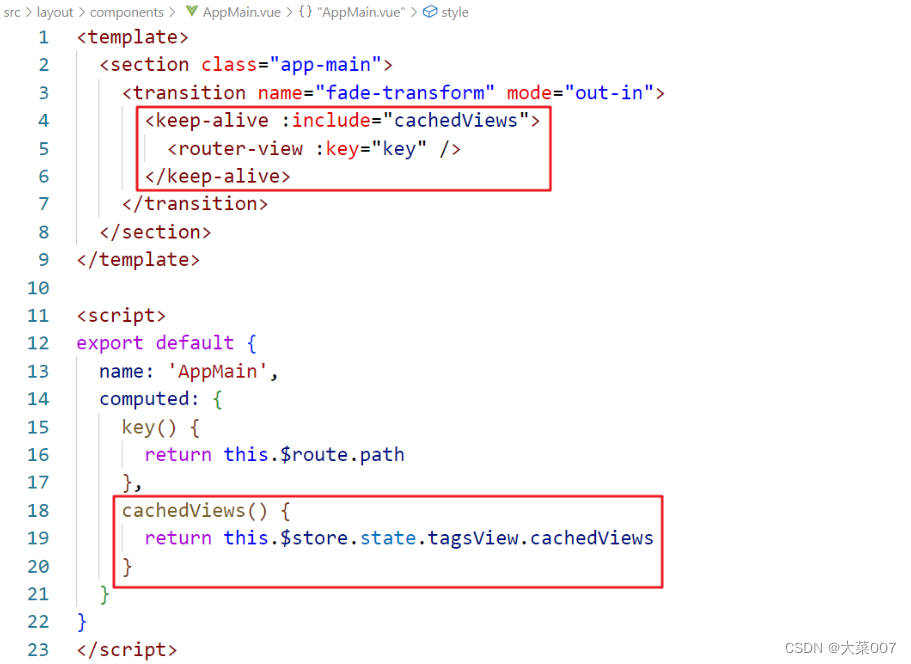 src > layout > components > AppMain.vue > {} "AppMain.vue" > style
1 <template>
2   <section class="app-main">
3     <transition name="fade-transform" mode="out-in">
4       <keep-alive :include="cachedViews">
5         <router-view :key="key" />
6       </keep-alive>
7     </transition>
8   </section>
9 </template>
10
11 <script>
12 export default {
13   name: 'AppMain',
14   computed: {
15     key() {
16       return this.$route.path
17     },
18     cachedViews() {
19       return this.$store.state.tagsView.cachedViews
20     }
21   }
22 }
23 </script>
CSDN @大菜007